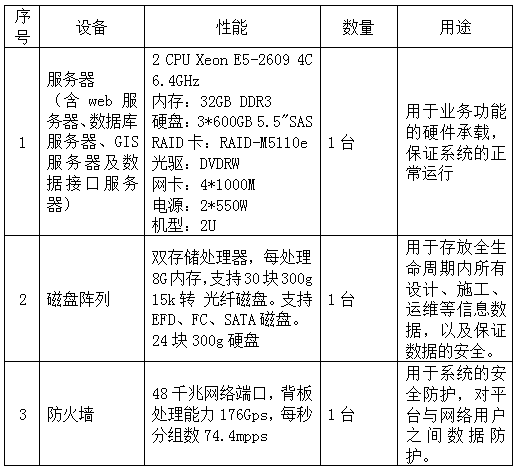 序号 设备 性能 数量 用途
1
服务器
（含 web 服
务器、数据库
服务器、GIS
服务器及数
据接口服务
器）
2 CPU Xeon E5-2609 4C
6.4GHz
内存：32GB DDR3
硬盘：3*600GB 5.5"SAS
RAID 卡：RAID-M5110e
光驱：DVDRW
网卡：4*1000M
电源：2*550W
机型：2U
1 台
用于业务功能
的硬件承载，
保证系统的正
常运行
2
磁盘阵列
双存储处理器，每处理
8G内存，支持30块300g
15k 转 光纤磁盘。支持
EFD、FC、SATA 磁盘。
24 块 300g 硬盘
1 台
用于存放全生
命周期内所有
设计、施工、
运维等信息数
据，以及保证
数据的安全。
3
防火墙
48 千兆网络端口，背板
处理能力 176Gps，每秒
分组数 74.4mpps
1 台
用于系统的安
全防护，对平
台与网络用户
之间数据防
护。